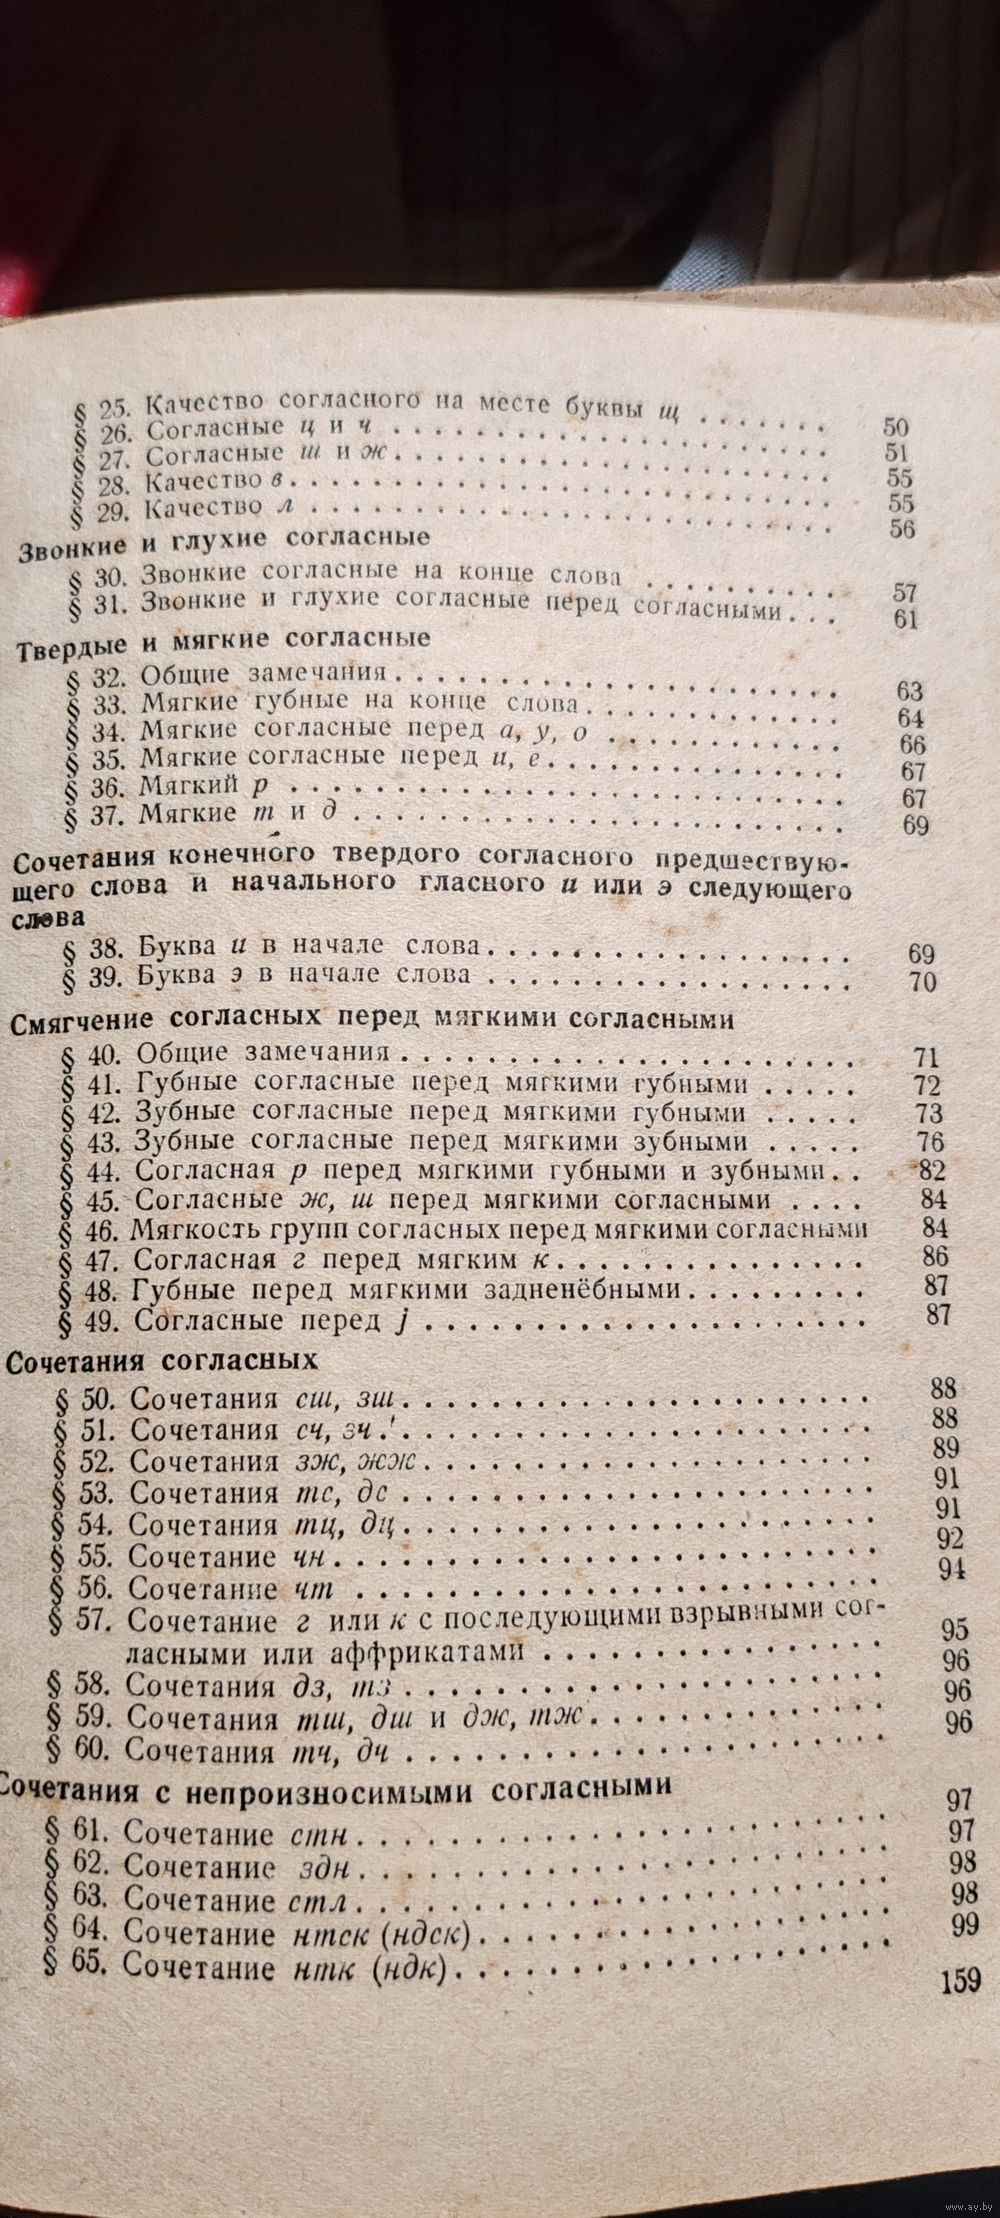 § 25. Качество согласного на месте буквы щ . . . . . . . 50
§ 26. Согласные ц и ч . . . . . . . . . . . . . . . . . . . . . 51
§ 27. Согласные ш и ж . . . . . . . . . . . . . . . . . . . . . 55
§ 28. Качество в . . . . . . . . . . . . . . . . . . . . . . . . 55
§ 29. Качество л . . . . . . . . . . . . . . . . . . . . . . . . 56
Звонкие и глухие согласные
§ 30. Звонкие согласные на конце слова . . . . . . . . . 57
§ 31. Звонкие и глухие согласные перед согласными . . . 61
Твердые и мягкие согласные
§ 32. Общие замечания . . . . . . . . . . . . . . . . . . . . 63
§ 33. Мягкие губные на конце слова . . . . . . . . . . . . 64
§ 34. Мягкие согласные перед а, у, о . . . . . . . . . . . 66
§ 35. Мягкие согласные перед и, е . . . . . . . . . . . . . 67
§ 36. Мягкий р . . . . . . . . . . . . . . . . . . . . . . . . 67
§ 37. Мягкие т и д . . . . . . . . . . . . . . . . . . . . . . 69
Сочетания конечного твердого согласного предшествую-
щего слова и начального гласного и или э следующего
слова
§ 38. Буква и в начале слова . . . . . . . . . . . . . . . . 69
§ 39. Буква э в начале слова . . . . . . . . . . . . . . . . 70
Смягчение согласных перед мягкими согласными
§ 40. Общие замечания . . . . . . . . . . . . . . . . . . . . 71
§ 41. Губные согласные перед мягкими губными . . . . . 72
§ 42. Зубные согласные перед мягкими губными . . . . . 73
§ 43. Зубные согласные перед мягкими зубными . . . . . 76
§ 44. Согласная р перед мягкими губными и зубными . . 82
§ 45. Согласные ж, ш перед мягкими согласными . . . . 84
§ 46. Мягкость групп согласных перед мягкими согласными 84
§ 47. Согласная г перед мягким к . . . . . . . . . . . . . . 86
§ 48. Губные перед мягкими задненёбными . . . . . . . . . 87
§ 49. Согласные перед j . . . . . . . . . . . . . . . . . . . 87
Сочетания согласных
§ 50. Сочетания сш, зш . . . . . . . . . . . . . . . . . . . . 88
§ 51. Сочетания сч, зч . . . . . . . . . . . . . . . . . . . . 88
§ 52. Сочетания зж, жж . . . . . . . . . . . . . . . . . . . . 89
§ 53. Сочетания тс, дс . . . . . . . . . . . . . . . . . . . . 91
§ 54. Сочетания тц, дц . . . . . . . . . . . . . . . . . . . . 91
§ 55. Сочетание чн . . . . . . . . . . . . . . . . . . . . . . 92
§ 56. Сочетание чт . . . . . . . . . . . . . . . . . . . . . . 94
§ 57. Сочетание г или к с последующими взрывными сог-
ласными или аффрикатами . . . . . . . . . . . . . . . 95
§ 58. Сочетания дз, тз . . . . . . . . . . . . . . . . . . . . 96
§ 59. Сочетания тш, дш и дж, тж . . . . . . . . . . . . . . 96
§ 60. Сочетания тч, дч . . . . . . . . . . . . . . . . . . . . 96
Сочетания с непроизносимыми согласными
§ 61. Сочетание стн . . . . . . . . . . . . . . . . . . . . . 97
§ 62. Сочетание здн . . . . . . . . . . . . . . . . . . . . . 97
§ 63. Сочетание стл . . . . . . . . . . . . . . . . . . . . . 98
§ 64. Сочетание нтск (ндск) . . . . . . . . . . . . . . . . . 98
§ 65. Сочетание нтк (ндк) . . . . . . . . . . . . . . . . . . 99
159
www.ay.by